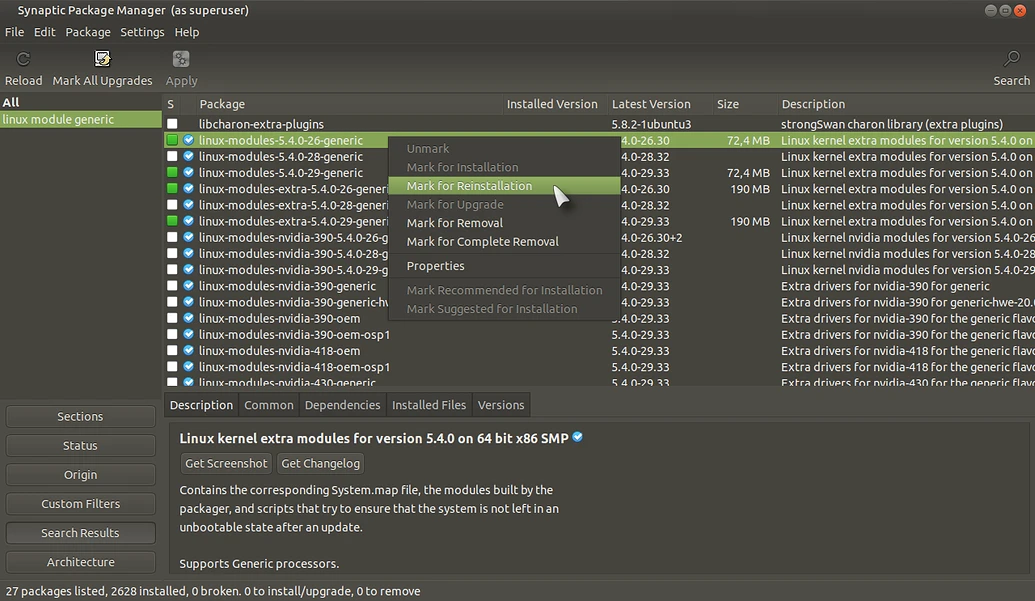 Synaptic Package Manager (as superuser)
File Edit Package Settings Help
Reload Mark All Upgrades Apply Search
All
linux module generic
S Package Installed Version Latest Version Size Description
libcharon-extra-plugins 5.8.2-1ubuntu3 strongSwan charon library (extra plugins)
linux-modules-5.4.0-26-generic 4.0-26.30 72,4 MB Linux kernel extra modules for version 5.4.0 on
4.0-28.32 Linux kernel extra modules for version 5.4.0 on
linux-modules-5.4.0-28-generic
linux-modules-5.4.0-29-generic 4.0-29.33 72,4 MB Linux kernel extra modules for version 5.4.0 on
linux-modules-extra-5.4.0-26-generi 4.0-26.30 190 MB Linux kernel extra modules for version 5.4.0 on
linux-modules-extra-5.4.0-28-generi 4.0-28.32 Linux kernel extra modules for version 5.4.0 on
linux-modules-extra-5.4.0-29-generi 4.0-29.33 190 MB Linux kernel extra modules for version 5.4.0 on
linux-modules-nvidia-390-5.4.0-26-g 4.0-26.30+2 Linux kernel nvidia modules for version 5.4.0-26
linux-modules-nvidia-390-5.4.0-28-g 4.0-28.32 Linux kernel nvidia modules for version 5.4.0-28
linux-modules-nvidia-390-5.4.0-29-g 4.0-29.33 Linux kernel nvidia modules for version 5.4.0-29
linux-modules-nvidia-390-generic 4.0-29.33 Extra drivers for nvidia-390 for generic
linux-modules-nvidia-390-generic-hw 4.0-29.33 Extra drivers for nvidia-390 for generic-hwe-20.
linux-modules-nvidia-390-oem 5.4.0-29.33 Extra drivers for nvidia-390 for the generic flavo
linux-modules-nvidia-390-oem-osp1 5.4.0-29.33 Extra drivers for nvidia-390 for the generic flavo
linux-modules-nvidia-418-oem 5.4.0-29.33 Extra drivers for nvidia-418 for the generic flavo
linux-modules-nvidia-418-oem-osp1 5.4.0-29.33 Extra drivers for nvidia-418 for the generic flavo
linux-modules-nvidia-430-generic 5.4.0-29.33 Extra drivers for nvidia-430 for the generic flavo
Unmark
Mark for Installation
Mark for Reinstallation
Mark for Upgrade
Mark for Removal
Mark for Complete Removal
Properties
Mark Recommended for Installation
Mark Suggested for Installation
Sections
Status
Origin
Custom Filters
Search Results
Architecture
Description Common Dependencies Installed Files Versions
Linux kernel extra modules for version 5.4.0 on 64 bit x86 SMP
Get Screenshot Get Changelog
Contains the corresponding System.map file, the modules built by the
packager, and scripts that try to ensure that the system is not left in an
unbootable state after an update.
Supports Generic processors.
27 packages listed, 2628 installed, 0 broken. 0 to install/upgrade, 0 to remove